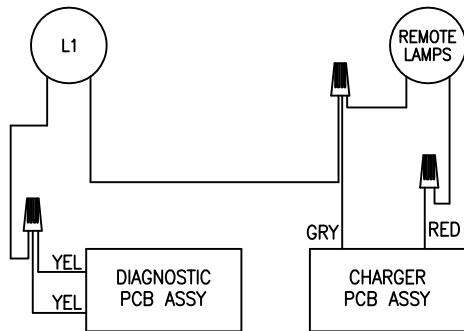 L1
REMOTE
LAMPS
GRY
RED
YEL
YEL
DIAGNOSTIC
PCB ASSY
CHARGER
PCB ASSY